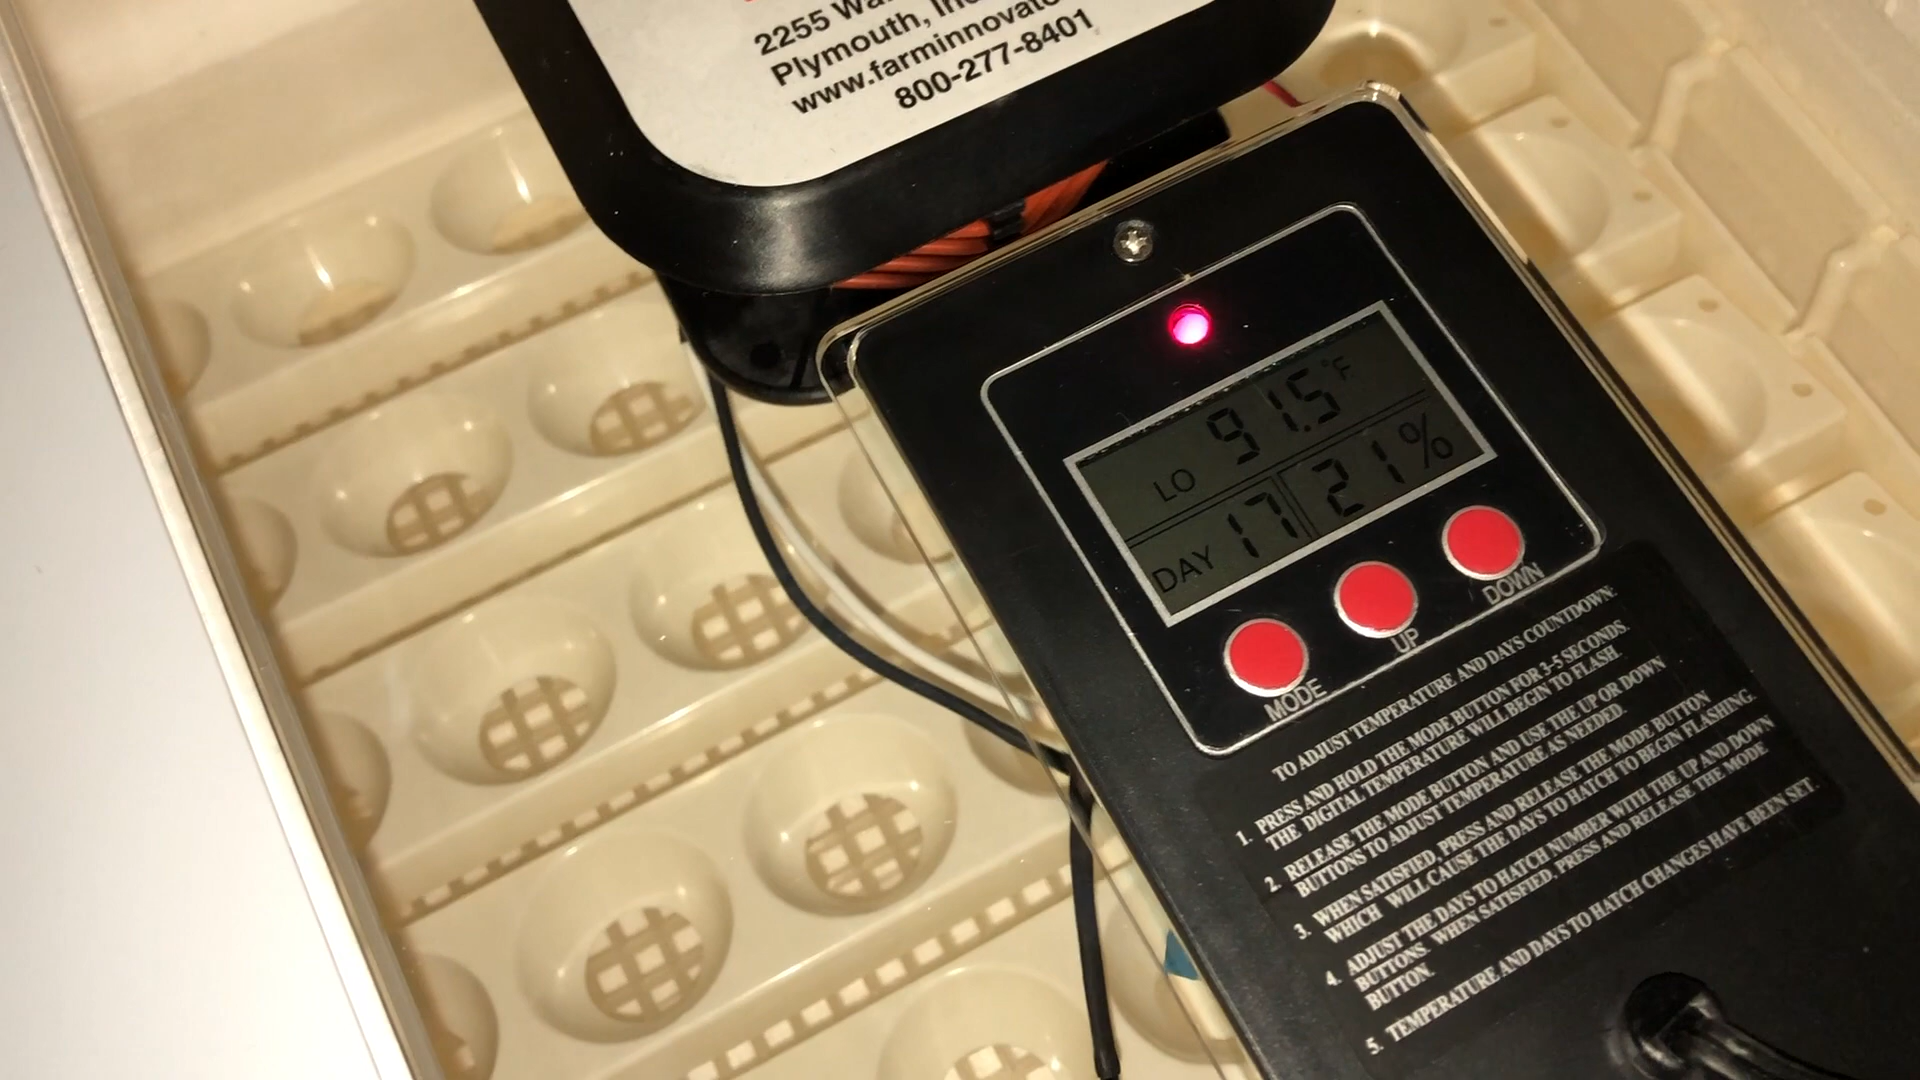 2255
Plymouth,
www.farminnovato
800-277-8401
LO 91.5°F
DAY 17 21%
MODE UP DOWN
TO ADJUST TEMPERATURE AND DAYS COUNTDOWN:
1. PRESS AND HOLD THE MODE BUTTON FOR 3-5 SECONDS.
THE DIGITAL TEMPERATURE WILL BEGIN TO FLASH.
2. RELEASE THE MODE BUTTON AND USE THE UP OR DOWN
BUTTONS TO ADJUST TEMPERATURE AS NEEDED.
3. WHEN SATISFIED, PRESS AND RELEASE THE MODE BUTTON
WHICH WILL CAUSE THE DAYS TO HATCH TO BEGIN FLASHING.
4. ADJUST THE DAYS TO HATCH NUMBER WITH THE UP AND DOWN
BUTTONS. WHEN SATISFIED, PRESS AND RELEASE THE MODE
BUTTON.
5. TEMPERATURE AND DAYS TO HATCH CHANGES HAVE BEEN SET.